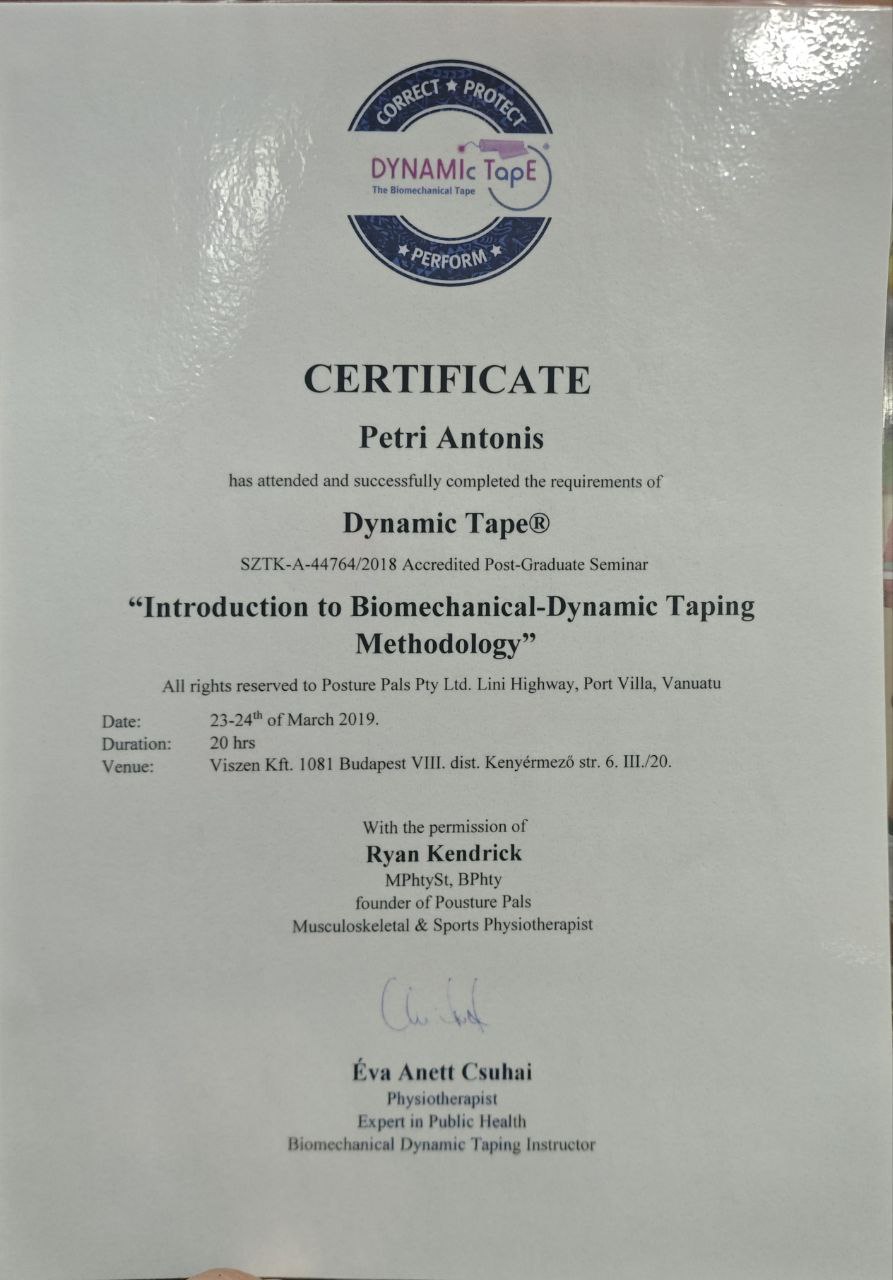 CORRECT ★ PROTECT
DYNAMIc TapE
The Biomechanical Tape
★ PERFORM ★
CERTIFICATE
Petri Antonis
has attended and successfully completed the requirements of
Dynamic Tape®
SZTK-A-44764/2018 Accredited Post-Graduate Seminar
“Introduction to Biomechanical-Dynamic Taping
Methodology”
All rights reserved to Posture Pals Pty Ltd. Lini Highway, Port Villa, Vanuatu
Date: 23-24th of March 2019.
Duration: 20 hrs
Venue: Viszen Kft. 1081 Budapest VIII. dist. Kenyérmező str. 6. III./20.
With the permission of
Ryan Kendrick
MPhtySt, BPhty
founder of Pousture Pals
Musculoskeletal & Sports Physiotherapist
Éva Anett Csuhai
Physiotherapist
Expert in Public Health
Biomechanical Dynamic Taping Instructor